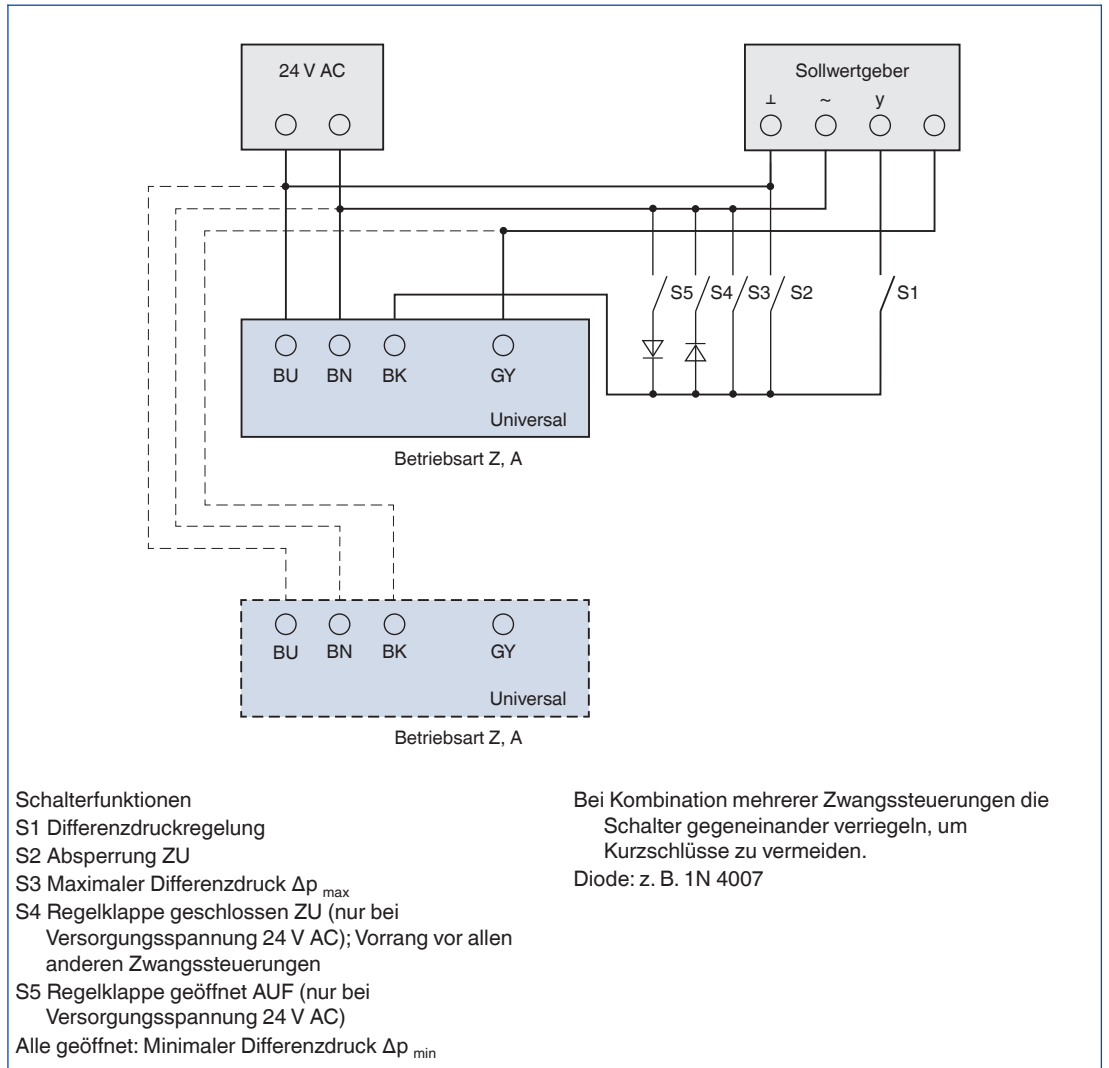 24 V AC
Sollwertgeber
⊥ ~ y
S5 S4 S3 S2 S1
BU BN BK GY
Universal
Betriebsart Z, A
BU BN BK GY
Universal
Betriebsart Z, A
Schalterfunktionen
S1 Differenzdruckregelung
S2 Absperrung ZU
S3 Maximaler Differenzdruck Δp max
S4 Regelklappe geschlossen ZU (nur bei
Versorgungsspannung 24 V AC); Vorrang vor allen
anderen Zwangssteuerungen
S5 Regelklappe geöffnet AUF (nur bei
Versorgungsspannung 24 V AC)
Alle geöffnet: Minimaler Differenzdruck Δp min
Bei Kombination mehrerer Zwangssteuerungen die
Schalter gegeneinander verriegeln, um
Kurzschlüsse zu vermeiden.
Diode: z. B. 1N 4007